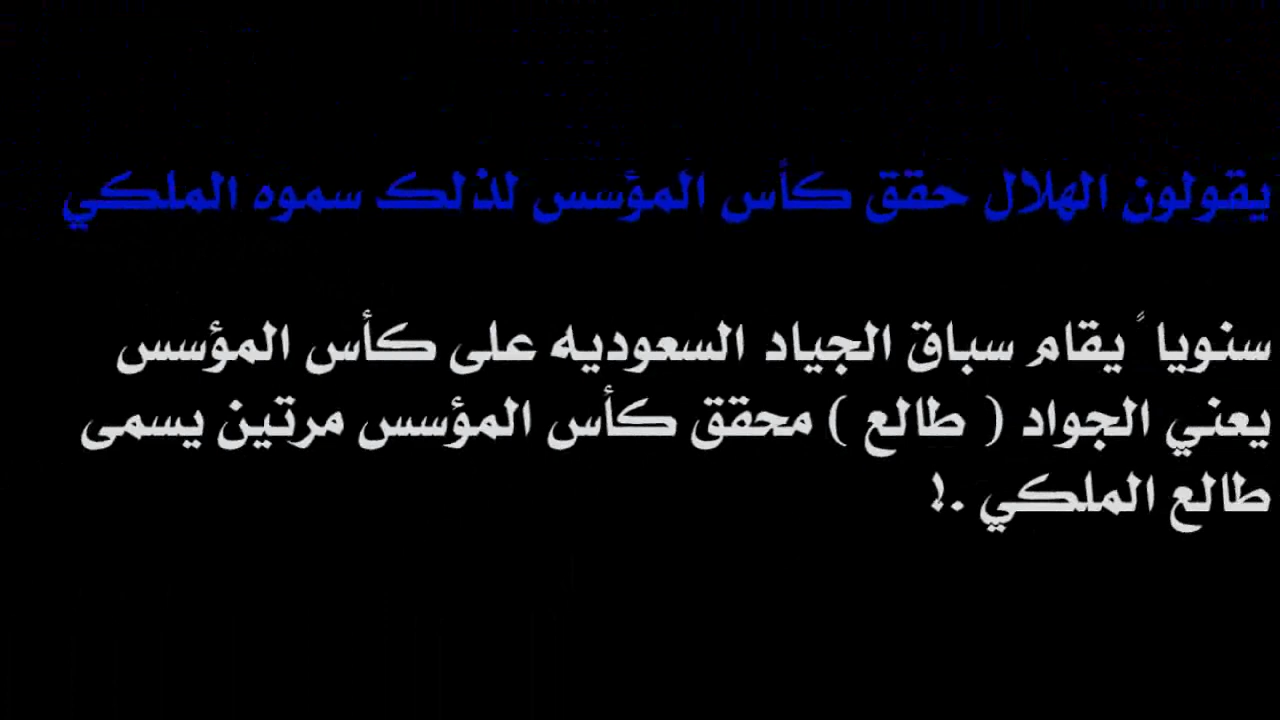 يقولون الهلال حقق كأس المؤسس لذلك سموه الملكي
سنويا ً يقام سباق الجياد السعوديه على كأس المؤسس
يعني الجواد ( طالع ) محقق كأس المؤسس مرتين يسمى
طالع الملكي .!